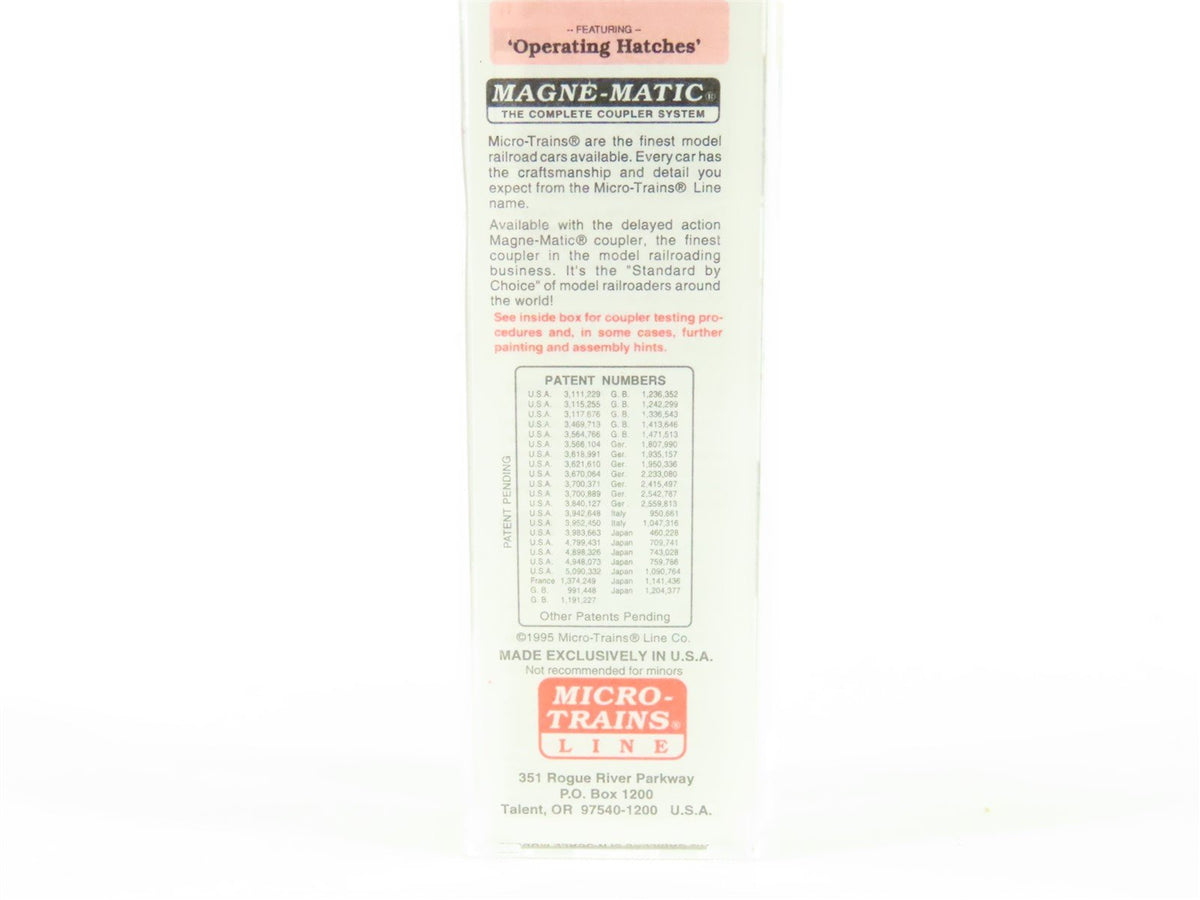 -- FEATURING --
'Operating Hatches'
MAGNE-MATIC®
THE COMPLETE COUPLER SYSTEM
Micro-Trains® are the finest model
railroad cars available. Every car has
the craftsmanship and detail you
expect from the Micro-Trains® Line
name.
Available with the delayed action
Magne-Matic® coupler, the finest
coupler in the model railroading
business. It's the "Standard by
Choice" of model railroaders around
the world!
See inside box for coupler testing pro-
cedures and, in some cases, further
painting and assembly hints.
PATENT NUMBERS
U.S.A. 3,111,229 G. B. 1,236,352
U.S.A. 3,115,255 G. B. 1,242,299
U.S.A. 3,117,676 G. B. 1,336,543
U.S.A. 3,469,713 G. B. 1,413,646
U.S.A. 3,564,766 G. B. 1,471,513
U.S.A. 3,566,104 Ger. 1,807,990
U.S.A. 3,618,991 Ger. 1,935,157
U.S.A. 3,621,610 Ger. 1,950,336
U.S.A. 3,670,064 Ger. 2,233,080
U.S.A. 3,700,371 Ger. 2,415,497
U.S.A. 3,700,889 Ger. 2,542,787
U.S.A. 3,840,127 Ger. 2,559,813
U.S.A. 3,942,648 Italy 950,661
U.S.A. 3,952,450 Italy 1,047,316
U.S.A. 3,983,663 Japan 460,228
U.S.A. 4,799,431 Japan 709,741
U.S.A. 4,898,326 Japan 743,028
U.S.A. 4,948,073 Japan 759,786
U.S.A. 5,090,332 Japan 1,090,764
France 1,374,249 Japan 1,141,436
G. B. 991,448 Japan 1,204,377
G. B. 1,191,227
Other Patents Pending
PATENT PENDING
©1995 Micro-Trains® Line Co.
MADE EXCLUSIVELY IN U.S.A.
Not recommended for minors
MICRO-
TRAINS®
LINE
351 Rogue River Parkway
P.O. Box 1200
Talent, OR 97540-1200 U.S.A.